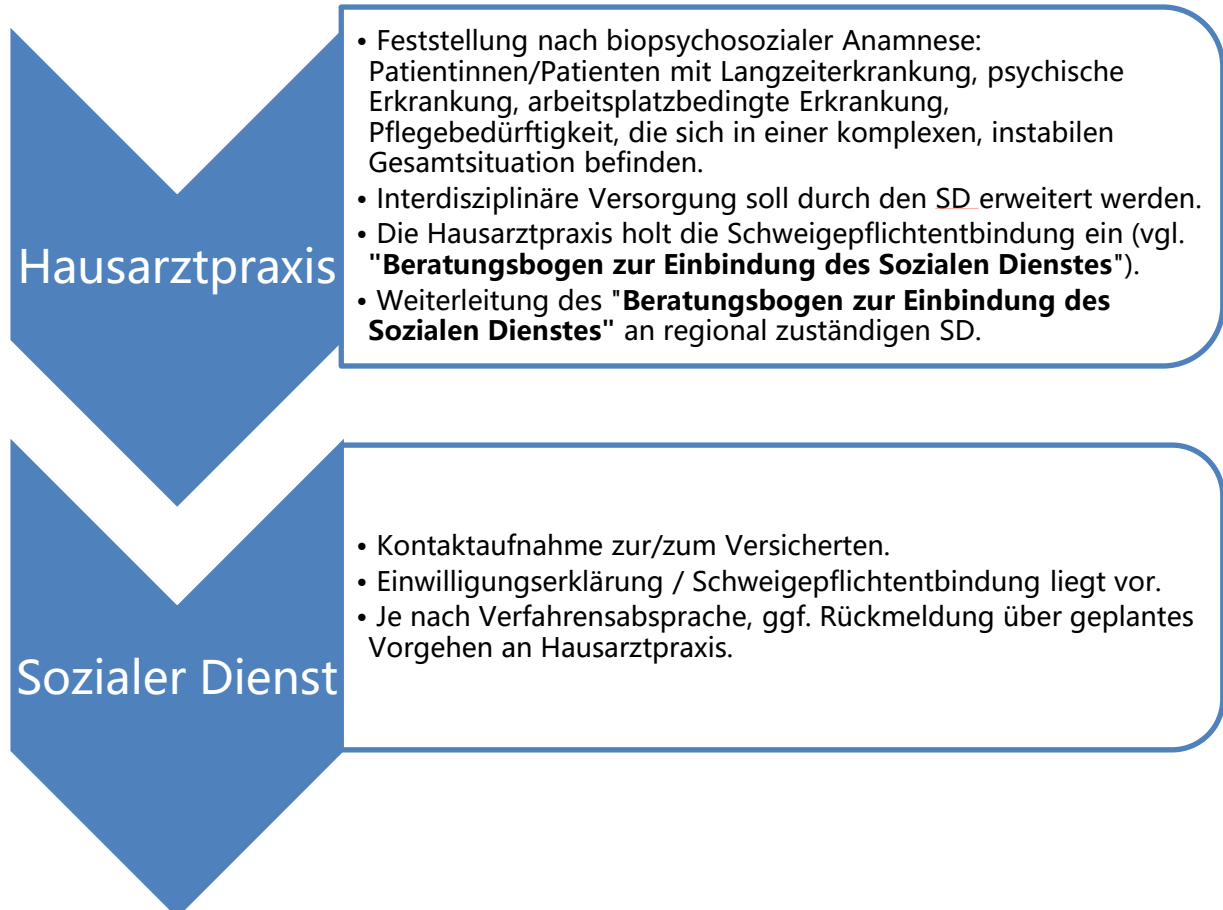 Hausarztpraxis
• Feststellung nach biopsychosozialer Anamnese:
Patientinnen/Patienten mit Langzeiterkrankung, psychische
Erkrankung, arbeitsplatzbedingte Erkrankung,
Pflegebedürftigkeit, die sich in einer komplexen, instabilen
Gesamtsituation befinden.
• Interdisziplinäre Versorgung soll durch den SD erweitert werden.
• Die Hausarztpraxis holt die Schweigepflichtentbindung ein (vgl.
"Beratungsbogen zur Einbindung des Sozialen Dienstes").
• Weiterleitung des "Beratungsbogen zur Einbindung des
Sozialen Dienstes" an regional zuständigen SD.
Sozialer Dienst
• Kontaktaufnahme zur/zum Versicherten.
• Einwilligungserklärung / Schweigepflichtentbindung liegt vor.
• Je nach Verfahrensabsprache, ggf. Rückmeldung über geplantes
Vorgehen an Hausarztpraxis.